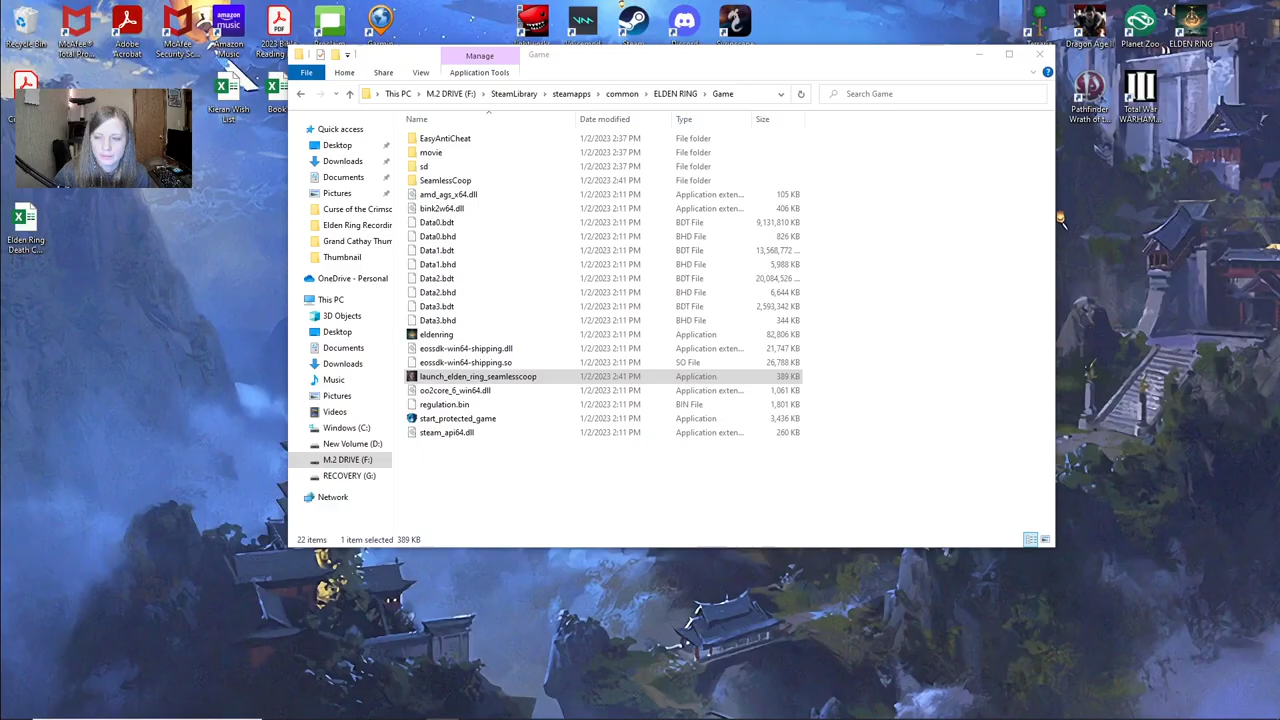 Recycle Bin
McAfee®
Total Pro...
Adobe
Acrobat
McAfee
Security Sc...
Amazon
Music
amazon
music
PDF
2023 Bible
Reading
Steam
Discord
Dragon Age II
Planet Zoo
ELDEN RING
Kieran Wish
List
Book
Elden Ring
Death C...
Pathfinder
Wrath of t...
Total War
WARHAM...
Manage
Game
File
Home
Share
View
Application Tools
This PC
M.2 DRIVE (F:)
SteamLibrary
steamapps
common
ELDEN RING
Game
Search Game
Name
Date modified
Type
Size
Quick access
Desktop
Downloads
Documents
Pictures
Curse of the Crimsc
Elden Ring Recordin
Grand Cathay Thum
Thumbnail
OneDrive - Personal
This PC
3D Objects
Desktop
Documents
Downloads
Music
Pictures
Videos
Windows (C:)
New Volume (D:)
M.2 DRIVE (F:)
RECOVERY (G:)
Network
EasyAntiCheat 1/2/2023 2:37 PM File folder
movie 1/2/2023 2:37 PM File folder
sd 1/2/2023 2:37 PM File folder
SeamlessCoop 1/2/2023 2:41 PM File folder
amd_ags_x64.dll 1/2/2023 2:11 PM Application exten... 105 KB
bink2w64.dll 1/2/2023 2:11 PM Application exten... 406 KB
Data0.bdt 1/2/2023 2:11 PM BDT File 9,131,810 KB
Data0.bhd 1/2/2023 2:11 PM BHD File 826 KB
Data1.bdt 1/2/2023 2:11 PM BDT File 13,568,772 ...
Data1.bhd 1/2/2023 2:11 PM BHD File 5,988 KB
Data2.bdt 1/2/2023 2:11 PM BDT File 20,084,526 ...
Data2.bhd 1/2/2023 2:11 PM BHD File 6,644 KB
Data3.bdt 1/2/2023 2:11 PM BDT File 2,593,342 KB
Data3.bhd 1/2/2023 2:11 PM BHD File 344 KB
eldenring 1/2/2023 2:11 PM Application 82,806 KB
eossdk-win64-shipping.dll 1/2/2023 2:11 PM Application exten... 21,747 KB
eossdk-win64-shipping.so 1/2/2023 2:11 PM SO File 26,788 KB
launch_elden_ring_seamlesscoop 1/2/2023 2:41 PM Application 389 KB
oo2core_6_win64.dll 1/2/2023 2:11 PM Application exten... 1,061 KB
regulation.bin 1/2/2023 2:11 PM BIN File 1,801 KB
start_protected_game 1/2/2023 2:11 PM Application 3,436 KB
steam_api64.dll 1/2/2023 2:11 PM Application exten... 260 KB
22 items
1 item selected 389 KB